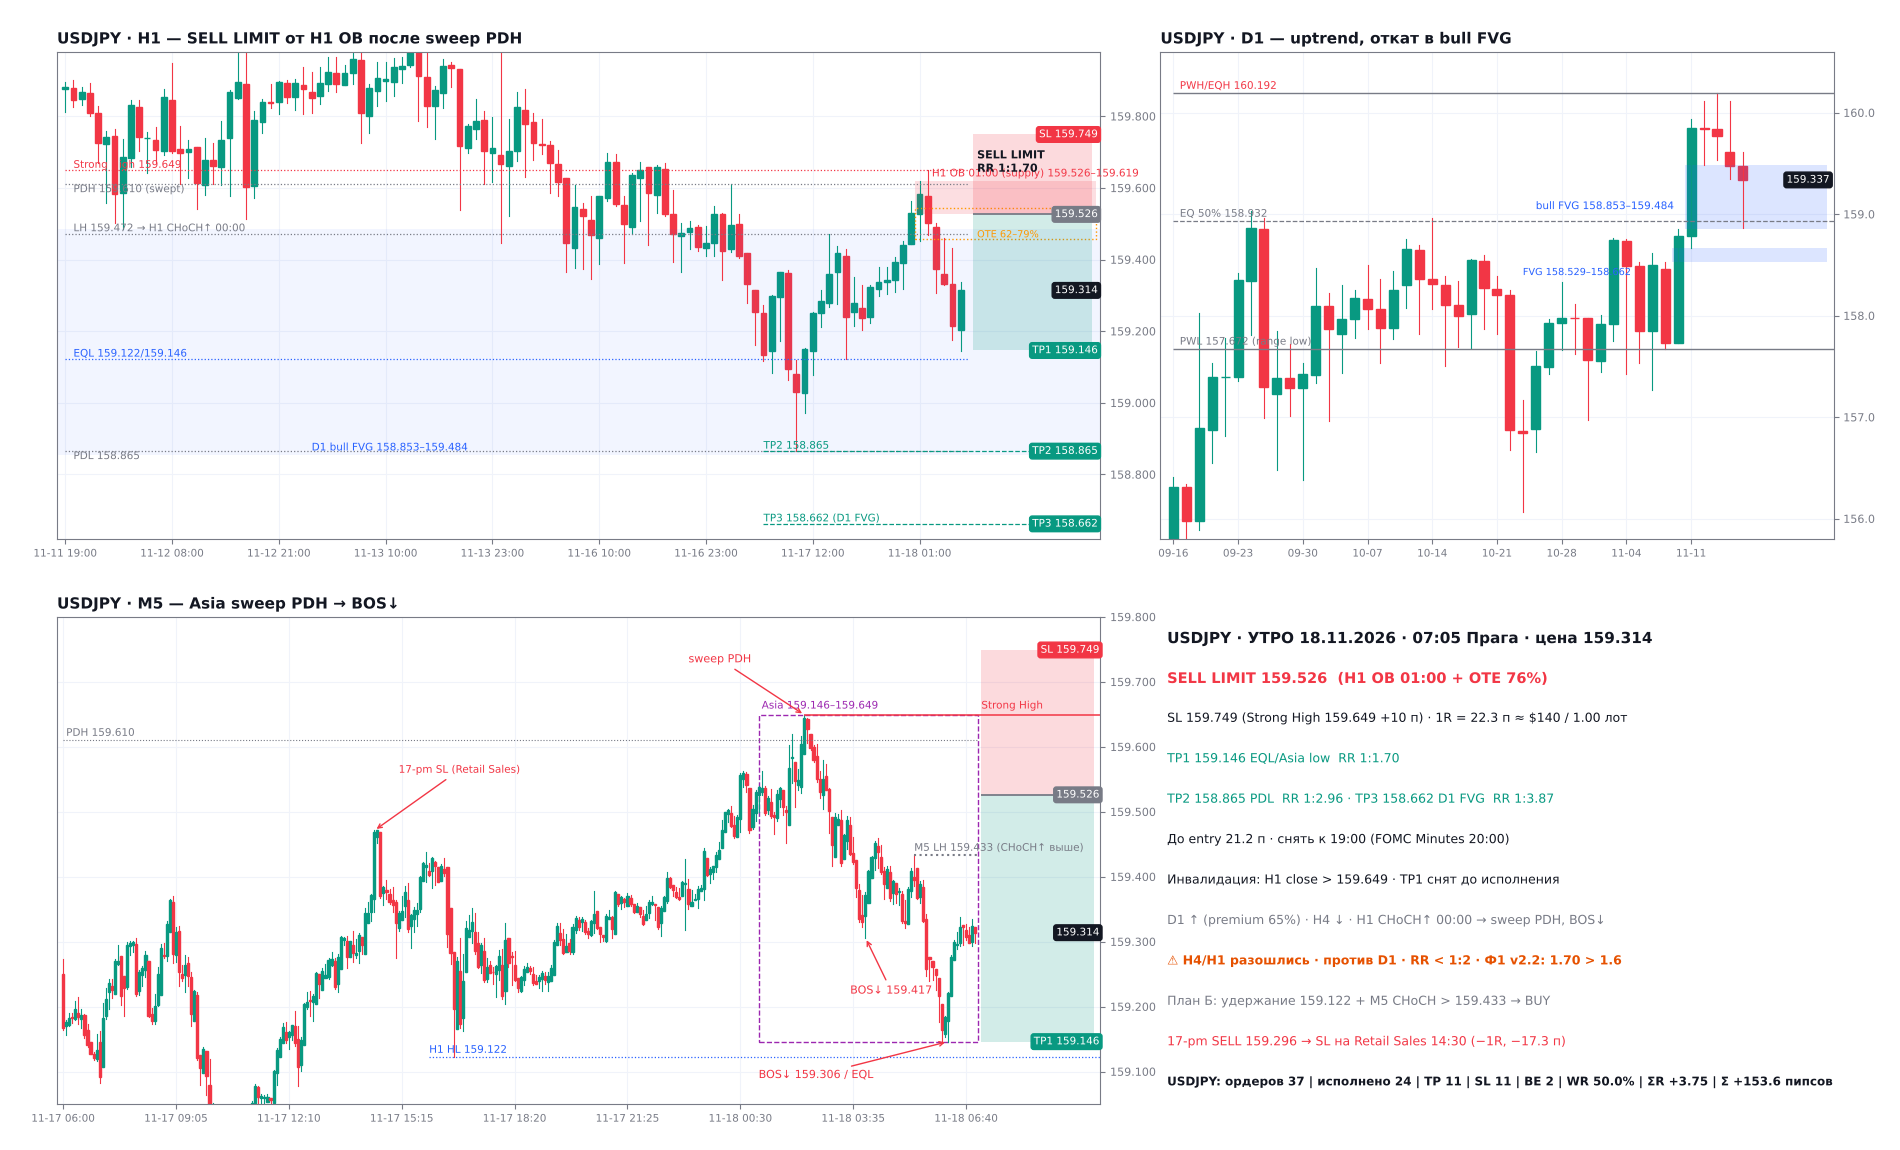 USDJPY · H1 — SELL LIMIT от H1 OB после sweep PDH
SL 159.749
SELL LIMIT
RR 1:1.70
H1 OB 01:00 (supply) 159.526–159.619
159.526
OTE 62–79%
159.314
TP1 159.146
TP2 158.865
TP2 158.865
TP3 158.662 (D1 FVG)
TP3 158.662
Strong High 159.649
PDH 159.610 (swept)
LH 159.472 → H1 CHoCH↑ 00:00
EQL 159.122/159.146
D1 bull FVG 158.853–159.484
PDL 158.865
159.800
159.600
159.400
159.200
159.000
158.800
11-11 19:00
11-12 08:00
11-12 21:00
11-13 10:00
11-13 23:00
11-16 10:00
11-16 23:00
11-17 12:00
11-18 01:00
USDJPY · D1 — uptrend, откат в bull FVG
PWH/EQH 160.192
159.337
bull FVG 158.853–159.484
EQ 50% 158.932
FVG 158.529–158.662
PWL 157.672 (range low)
160.0
159.0
158.0
157.0
156.0
09-16
09-23
09-30
10-07
10-14
10-21
10-28
11-04
11-11
USDJPY · M5 — Asia sweep PDH → BOS↓
sweep PDH
SL 159.749
Asia 159.146–159.649
Strong High
PDH 159.610
17-pm SL (Retail Sales)
159.526
M5 LH 159.433 (CHoCH↑ выше)
159.314
BOS↓ 159.417
H1 HL 159.122
TP1 159.146
BOS↓ 159.306 / EQL
159.800
159.700
159.600
159.500
159.400
159.300
159.200
159.100
11-17 06:00
11-17 09:05
11-17 12:10
11-17 15:15
11-17 18:20
11-17 21:25
11-18 00:30
11-18 03:35
11-18 06:40
USDJPY · УТРО 18.11.2026 · 07:05 Прага · цена 159.314
SELL LIMIT 159.526 (H1 OB 01:00 + OTE 76%)
SL 159.749 (Strong High 159.649 +10 п) · 1R = 22.3 п ≈ $140 / 1.00 лот
TP1 159.146 EQL/Asia low RR 1:1.70
TP2 158.865 PDL RR 1:2.96 · TP3 158.662 D1 FVG RR 1:3.87
До entry 21.2 п · снять к 19:00 (FOMC Minutes 20:00)
Инвалидация: H1 close > 159.649 · TP1 снят до исполнения
D1 ↑ (premium 65%) · H4 ↓ · H1 CHoCH↑ 00:00 → sweep PDH, BOS↓
⚠ H4/H1 разошлись · против D1 · RR < 1:2 · Ф1 v2.2: 1.70 > 1.6
План Б: удержание 159.122 + M5 CHoCH > 159.433 → BUY
17-pm SELL 159.296 → SL на Retail Sales 14:30 (−1R, −17.3 п)
USDJPY: ордеров 37 | исполнено 24 | TP 11 | SL 11 | BE 2 | WR 50.0% | ΣR +3.75 | Σ +153.6 пипсов